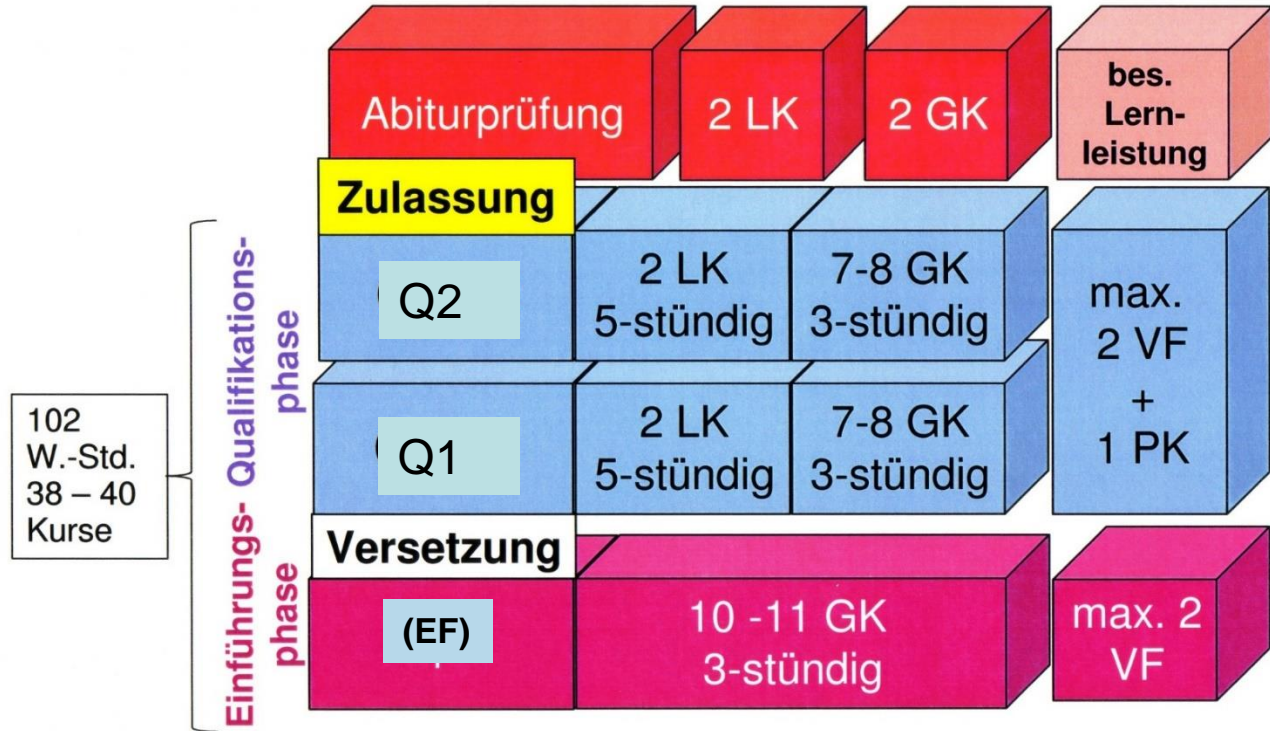 Abiturprüfung
2 LK
2 GK
bes.
Lern-
leistung
Zulassung
Q2
2 LK
5-stündig
7-8 GK
3-stündig
max.
2 VF
+
1 PK
Q1
2 LK
5-stündig
7-8 GK
3-stündig
Qualifikations-
phase
102
W.-Std.
38 – 40
Kurse
Versetzung
(EF)
10 -11 GK
3-stündig
max. 2
VF
Einführungs-
phase